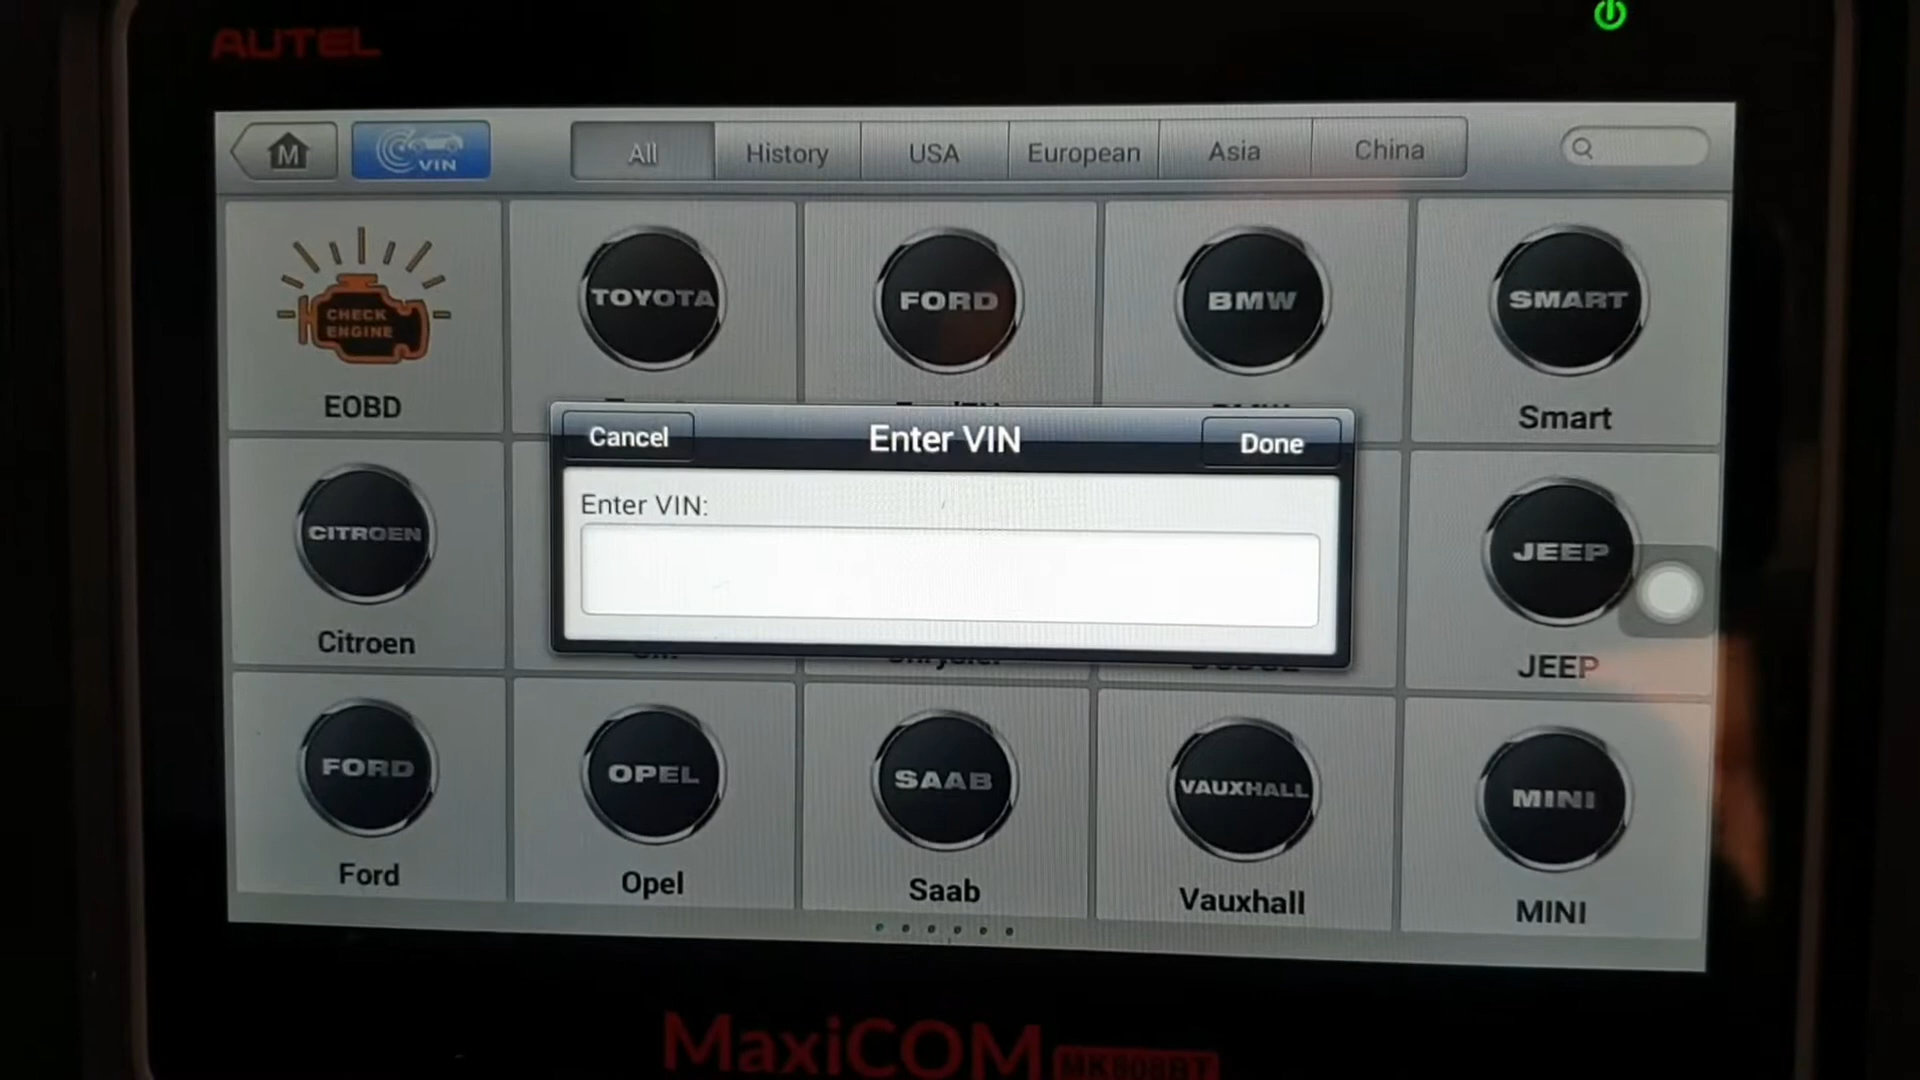 AUTEL
M VIN All History USA European Asia China
CHECK ENGINE
TOYOTA FORD BMW SMART
EOBD
Smart
Cancel Enter VIN Done
Enter VIN:
CITROEN
JEEP
Citroen
JEEP
FORD OPEL SAAB VAUXHALL MINI
Ford Opel Saab Vauxhall MINI
MaxiCOM MK808BT